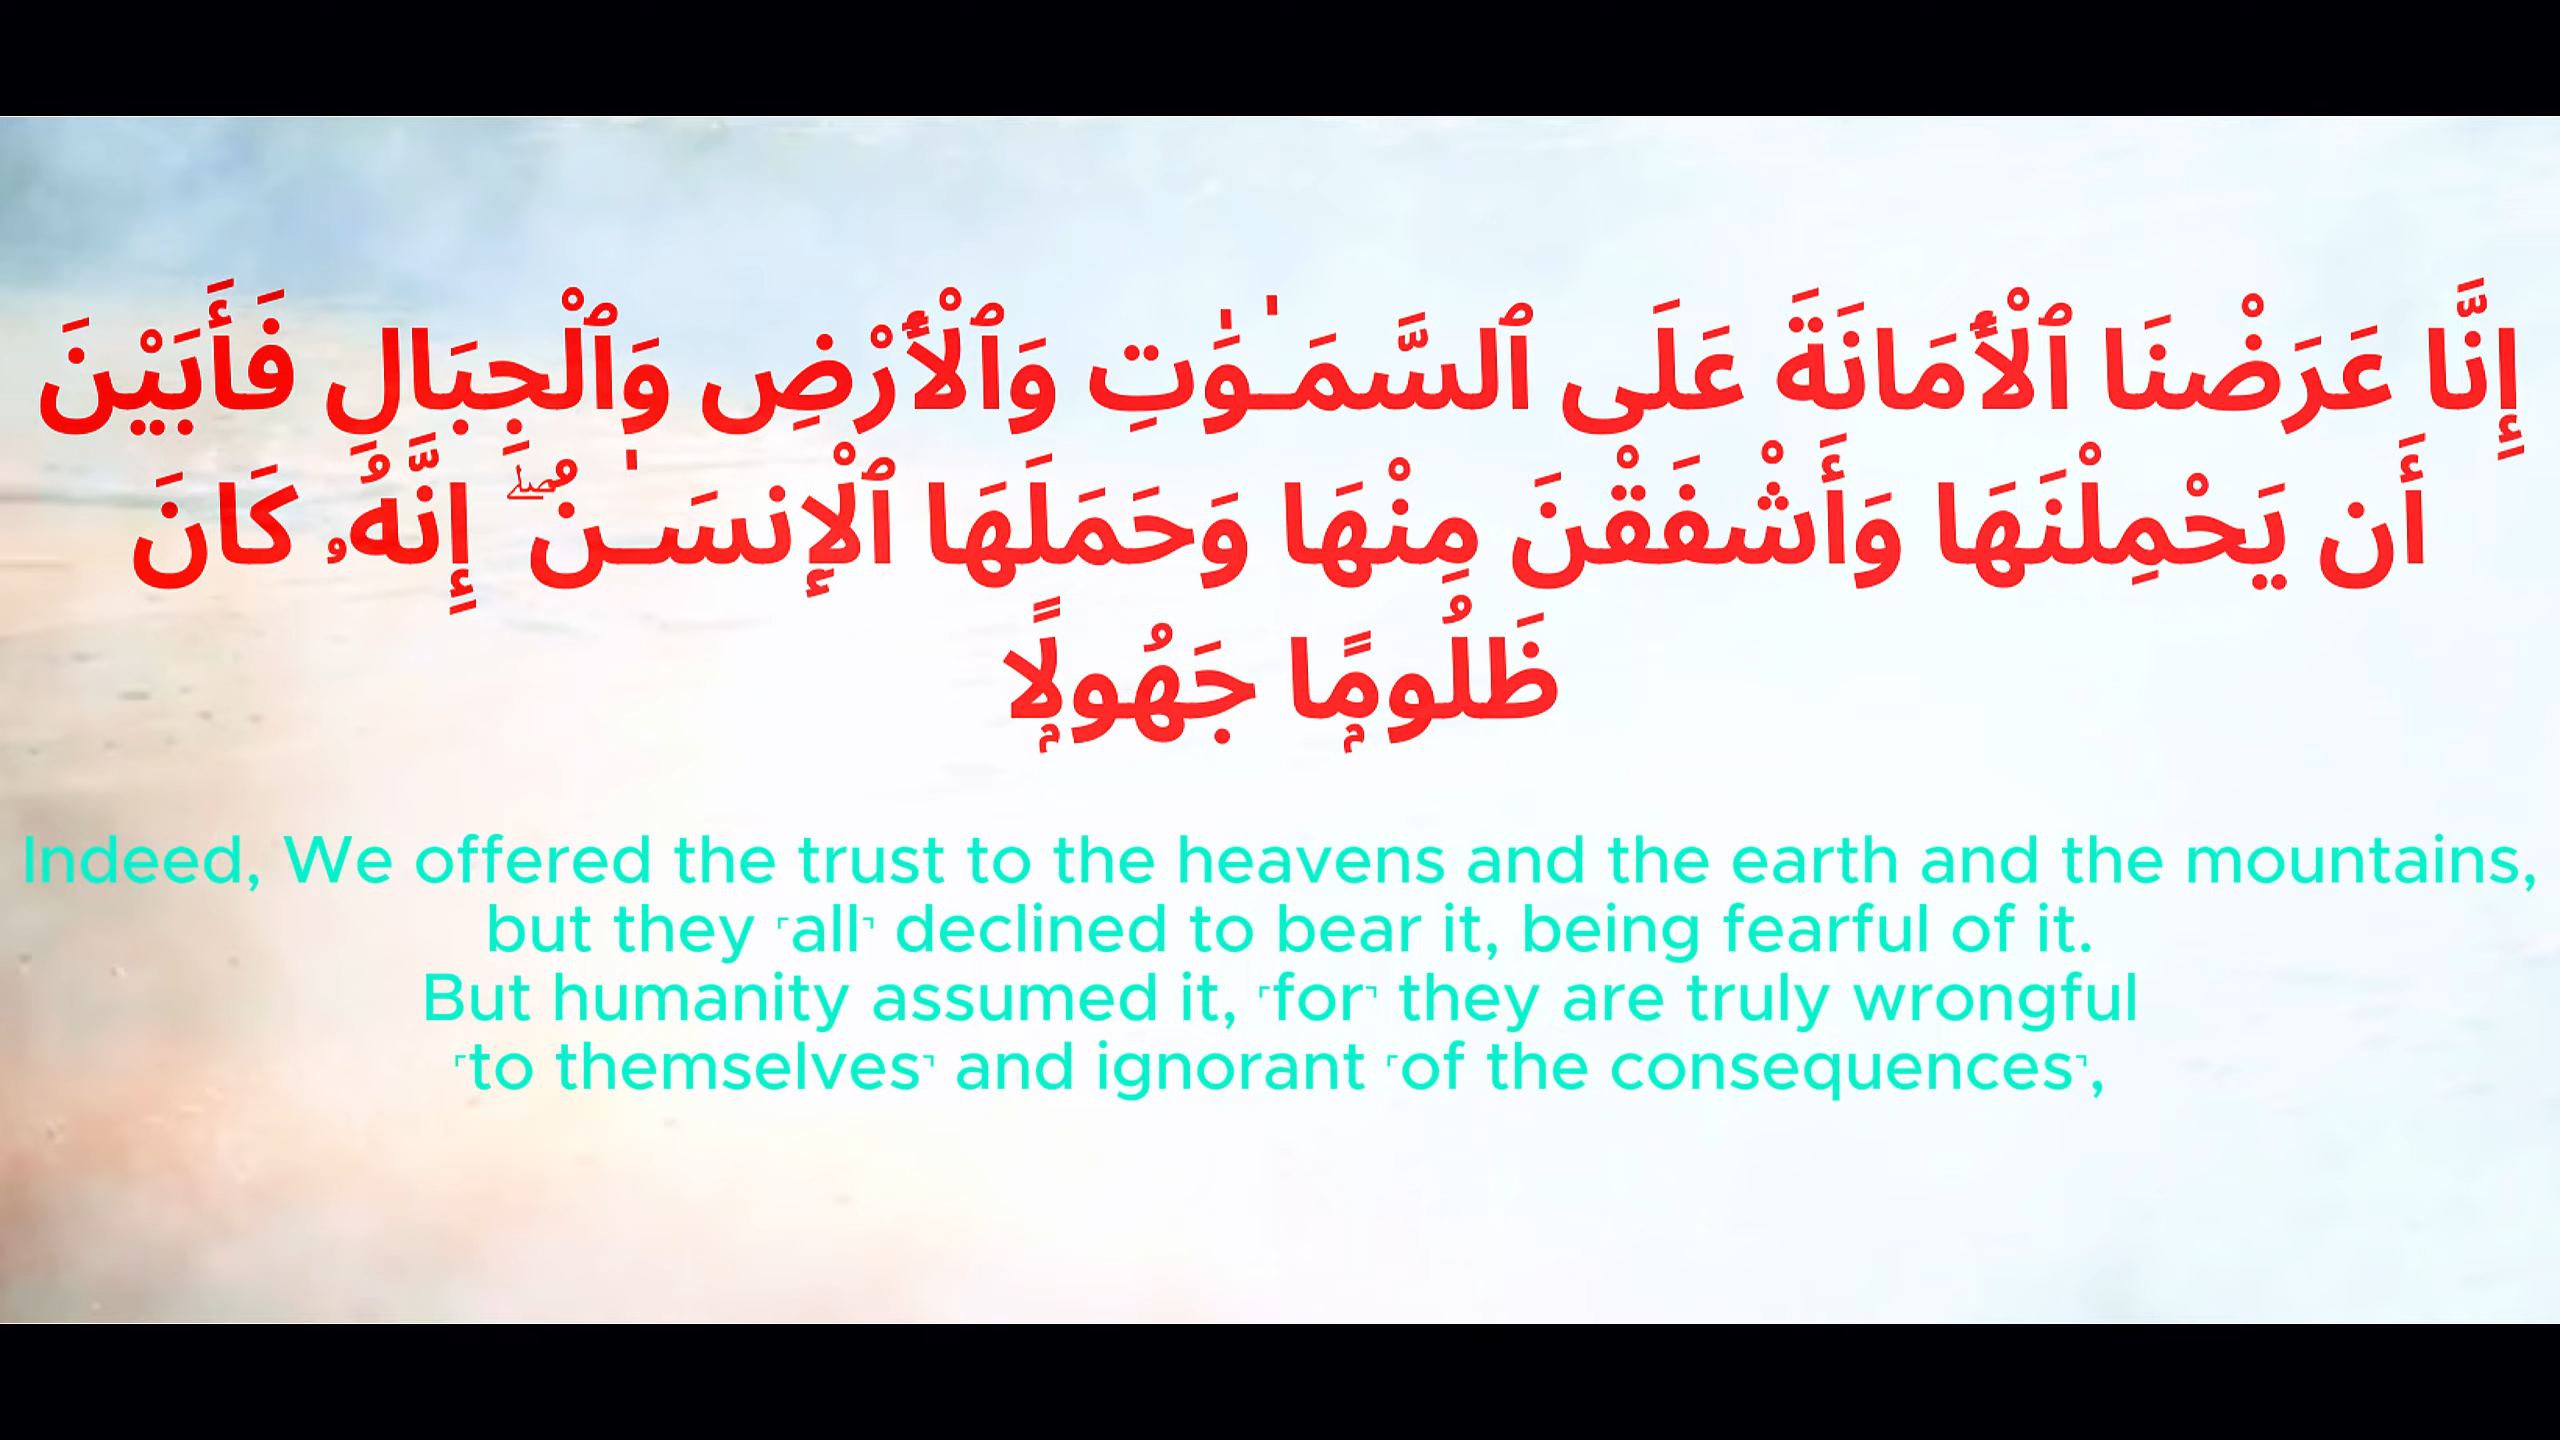 إِنَّا عَرَضْنَا ٱلْأَمَانَةَ عَلَى ٱلسَّمَـٰوَٰتِ وَٱلْأَرْضِ وَٱلْجِبَالِ فَأَبَيْنَ
أَن يَحْمِلْنَهَا وَأَشْفَقْنَ مِنْهَا وَحَمَلَهَا ٱلْإِنسَـٰنُ ۖ إِنَّهُۥ كَانَ
ظَلُومًۭا جَهُولًۭا
Indeed, We offered the trust to the heavens and the earth and the mountains,
but they ˹all˺ declined to bear it, being fearful of it.
But humanity assumed it, ˹for˺ they are truly wrongful
˹to themselves˺ and ignorant ˹of the consequences˺,